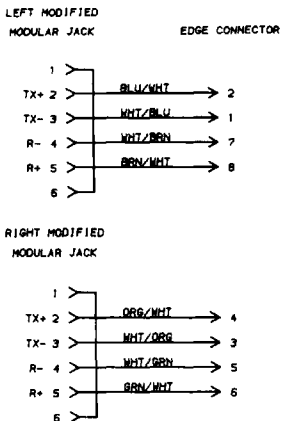 LEFT MODIFIED
MODULAR JACK EDGE CONNECTOR
1
TX+ 2 BLU/WHT 2
TX- 3 WHT/BLU 1
R- 4 WHT/BRN 7
R+ 5 BRN/WHT 8
6
RIGHT MODIFIED
MODULAR JACK
1
TX+ 2 ORG/WHT 4
TX- 3 WHT/ORG 3
R- 4 WHT/GRN 5
R+ 5 GRN/WHT 6
6